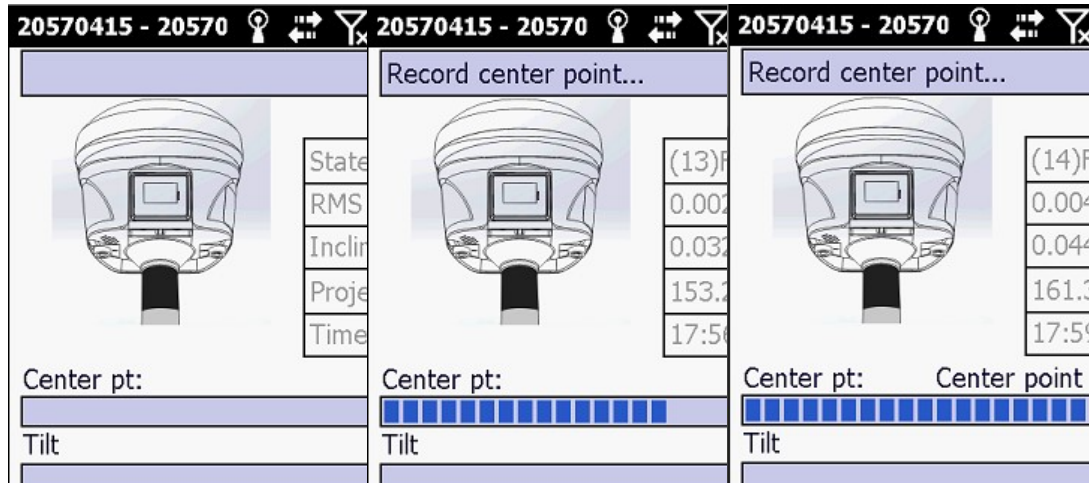 20570415 - 20570
State
RMS
Inclin
Proje
Time
Center pt:
Tilt
20570415 - 20570
Record center point...
(13)F
0.002
0.032
153.2
17:56
Center pt:
Tilt
20570415 - 20570
Record center point...
(14)F
0.004
0.044
161.3
17:59
Center pt: Center point
Tilt